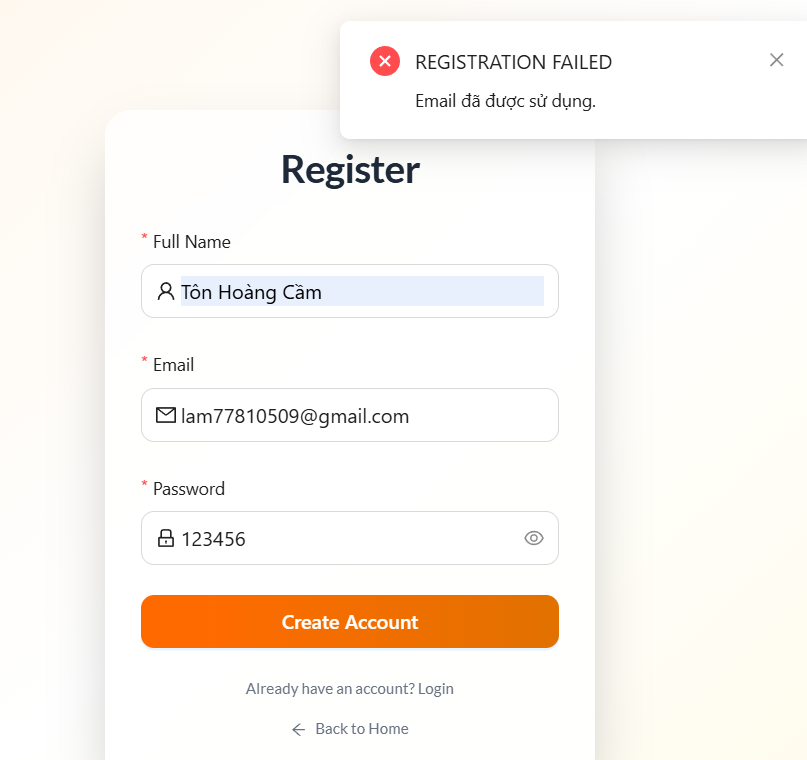 REGISTRATION FAILED
Email đã được sử dụng.
Register
* Full Name
Tôn Hoàng Cầm
* Email
lam77810509@gmail.com
* Password
123456
Create Account
Already have an account? Login
← Back to Home